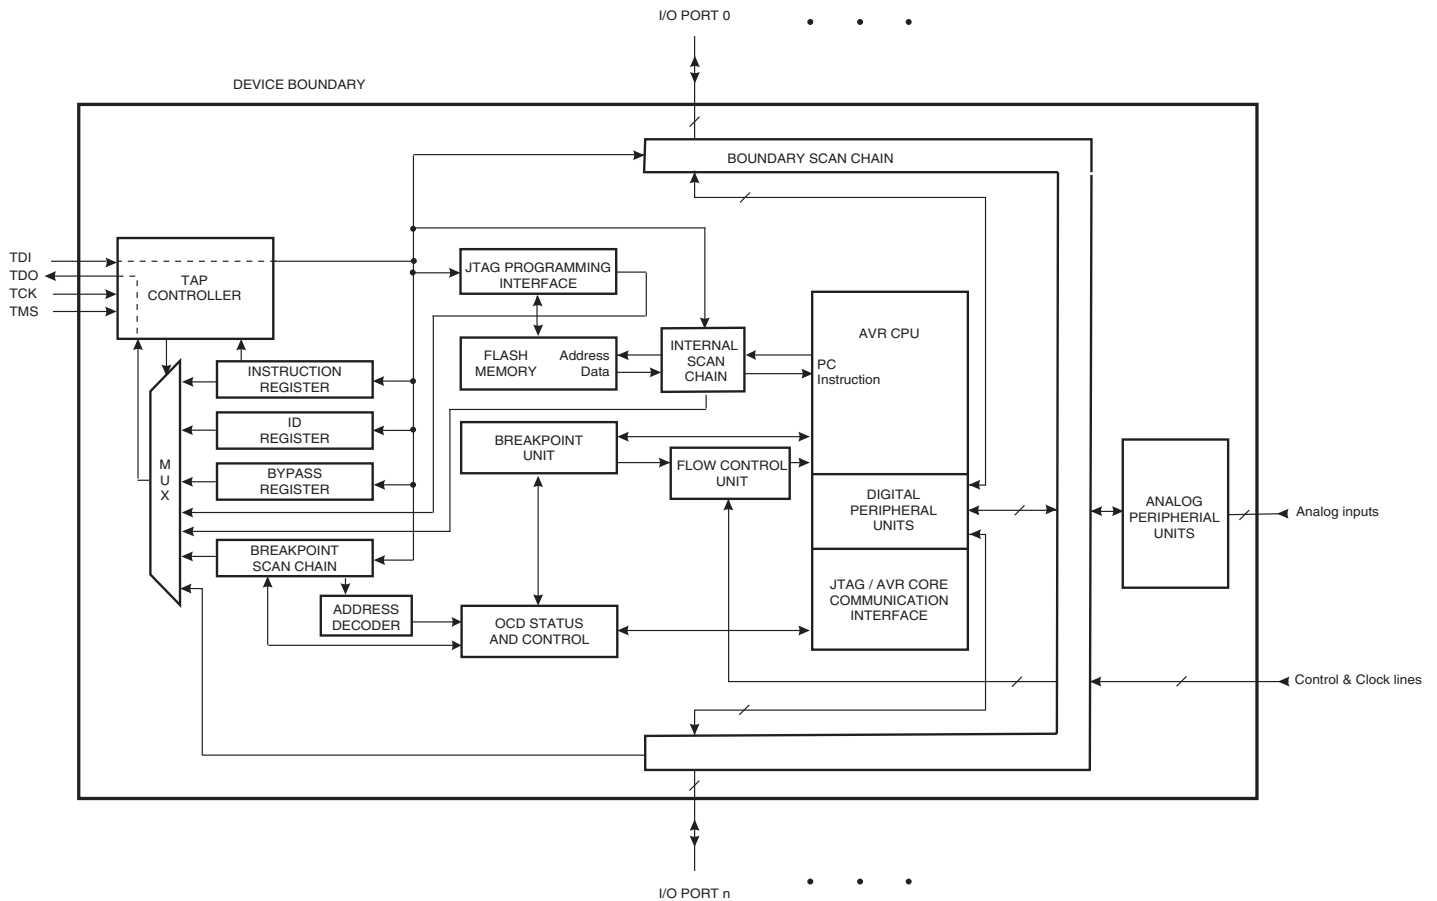 I/O PORT 0
DEVICE BOUNDARY
BOUNDARY SCAN CHAIN
TDI
TDO
TCK
TMS
TAP
CONTROLLER
JTAG PROGRAMMING
INTERFACE
FLASH
MEMORY
Address
Data
INTERNAL
SCAN
CHAIN
AVR CPU
PC
Instruction
INSTRUCTION
REGISTER
ID
REGISTER
BYPASS
REGISTER
M
U
X
BREAKPOINT
UNIT
FLOW CONTROL
UNIT
DIGITAL
PERIPHERAL
UNITS
ANALOG
PERIPHERIAL
UNITS
Analog inputs
BREAKPOINT
SCAN CHAIN
ADDRESS
DECODER
OCD STATUS
AND CONTROL
JTAG / AVR CORE
COMMUNICATION
INTERFACE
Control & Clock lines
I/O PORT n